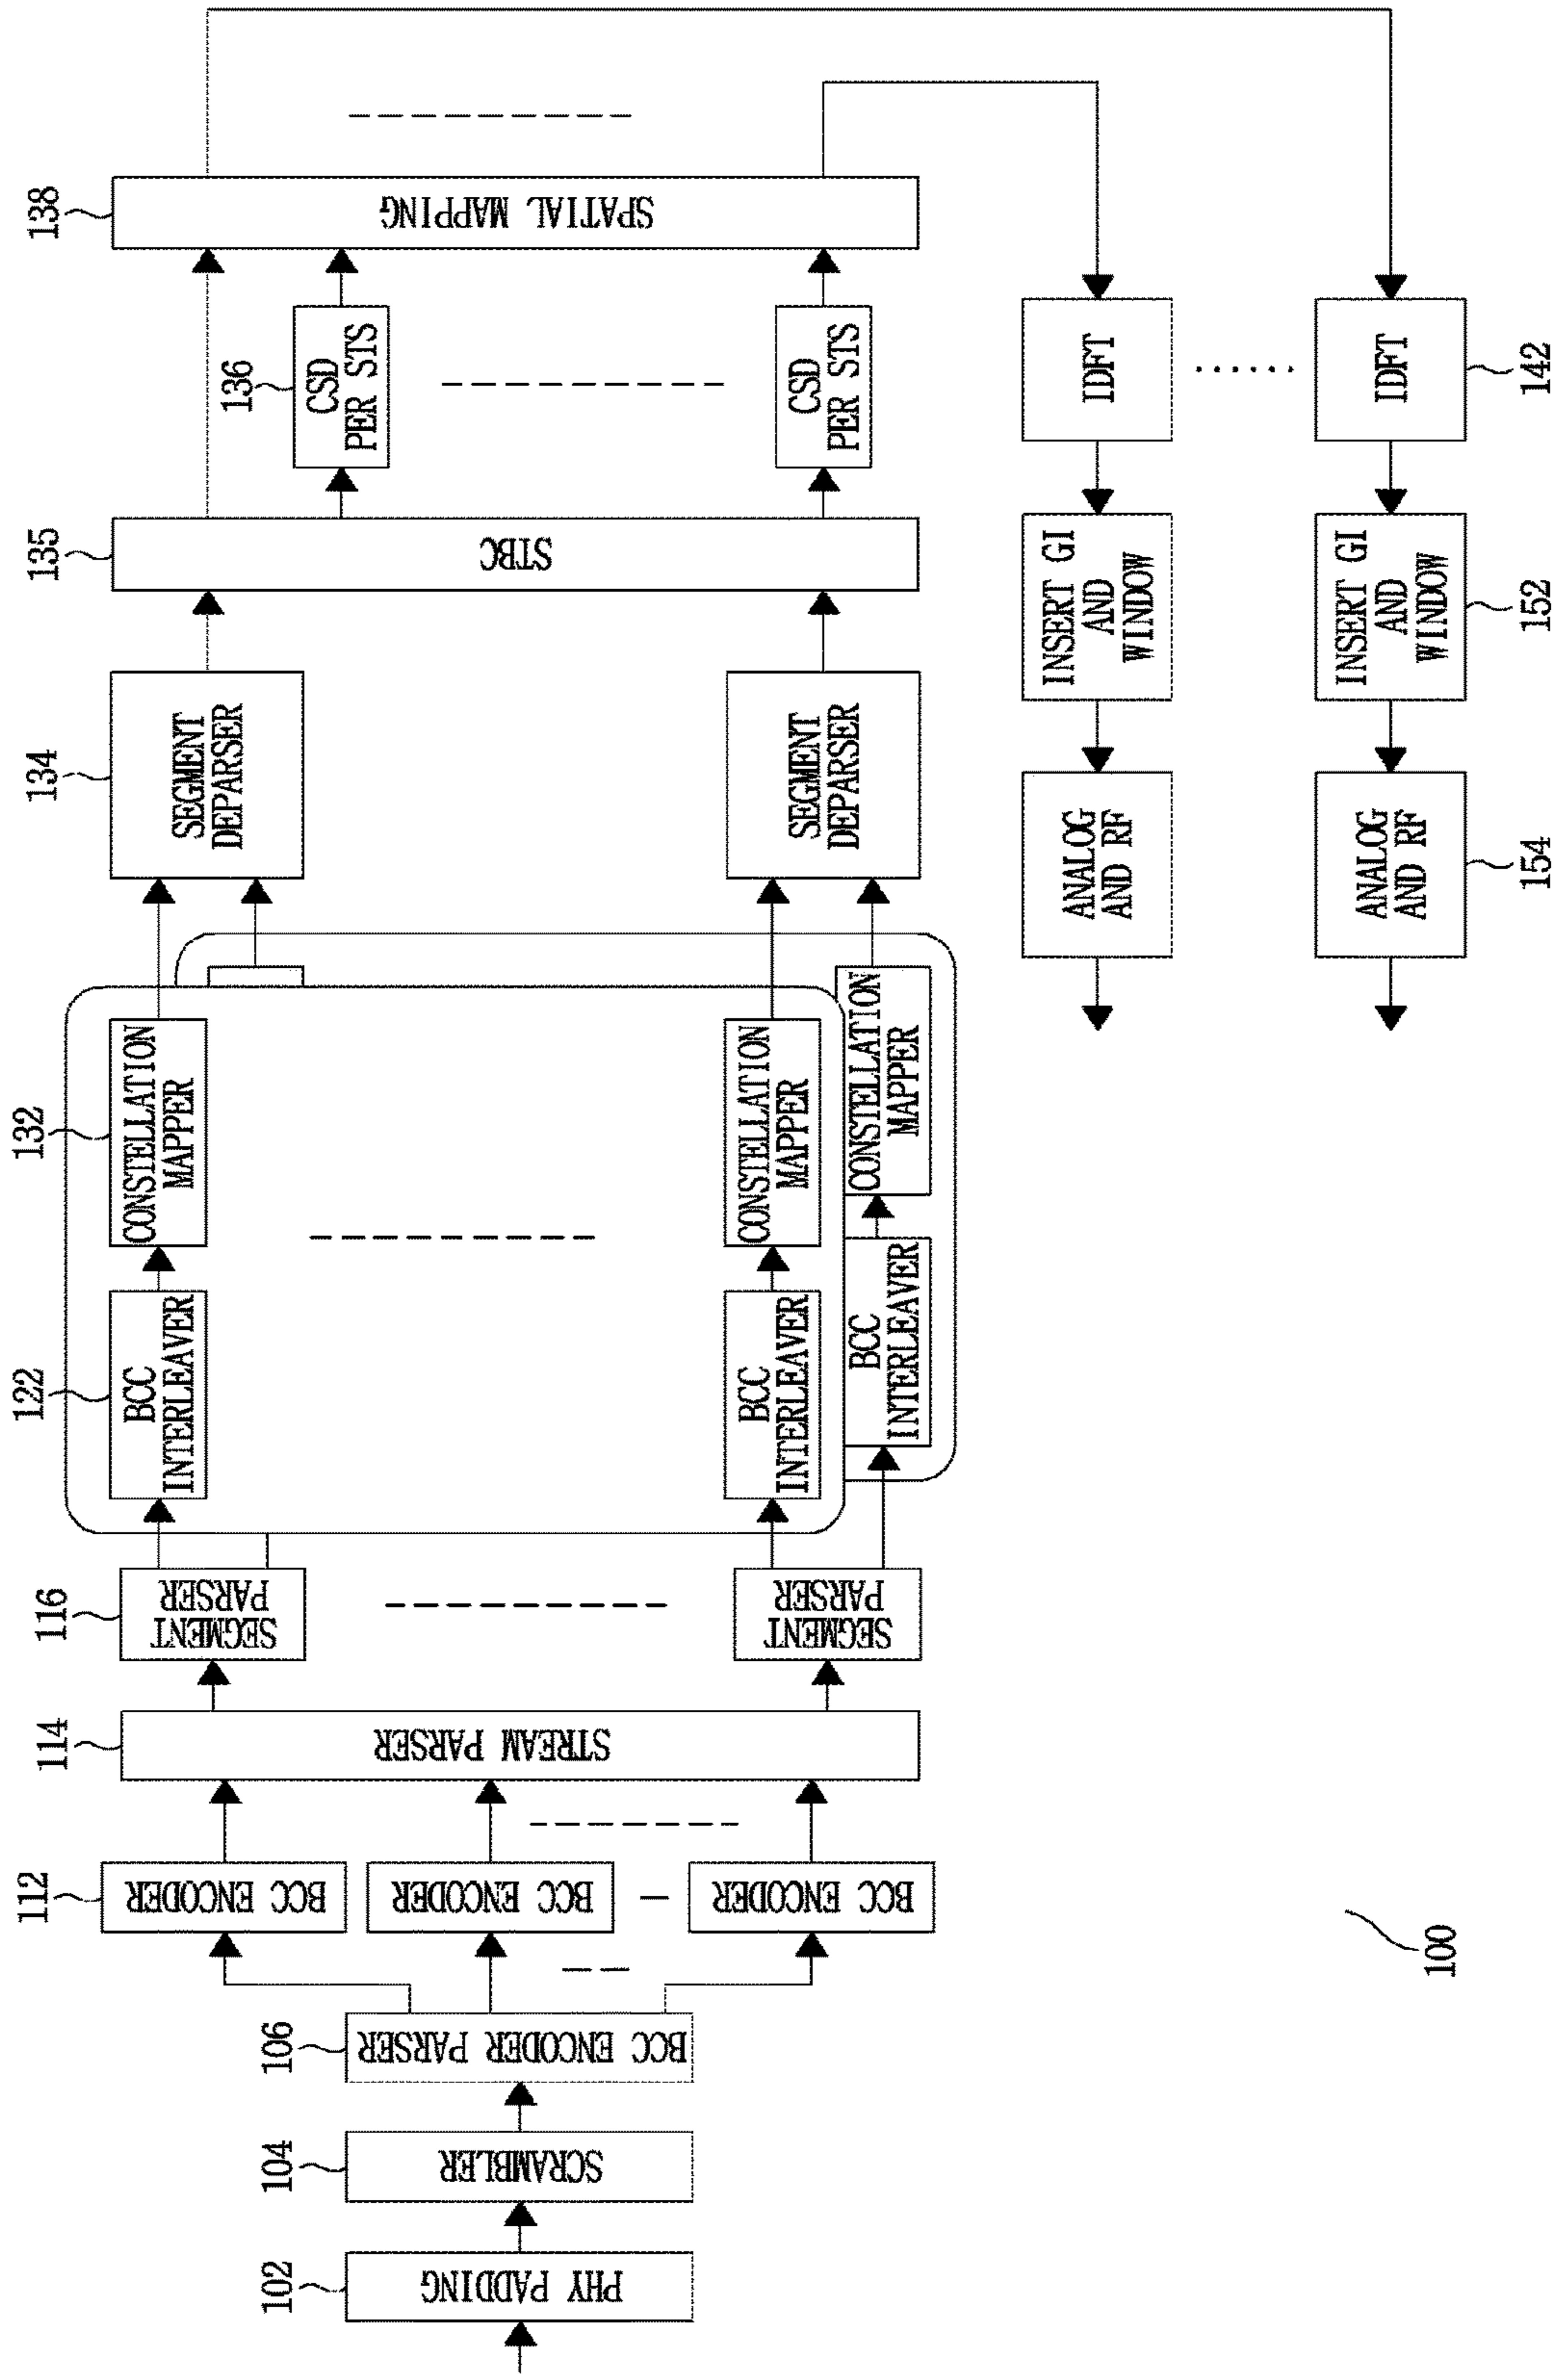 102
PHY PADDING
104
SCRAMBLER
106
BCC ENCODER PARSER
112
BCC ENCODER
BCC ENCODER
BCC ENCODER
114
STREAM PARSER
116
SEGMENT
PARSER
SEGMENT
PARSER
122
BCC
INTERLEAVER
BCC
INTERLEAVER
BCC
INTERLEAVER
132
CONSTELLATION
MAPPER
CONSTELLATION
MAPPER
CONSTELLATION
MAPPER
134
SEGMENT
DEPARSER
SEGMENT
DEPARSER
135
STBC
136
CSD
PER STS
CSD
PER STS
138
SPATIAL MAPPING
IDFT
INSERT GI
AND
WINDOW
ANALOG
AND RF
IDFT
142
INSERT GI
AND
WINDOW
152
ANALOG
AND RF
154
100